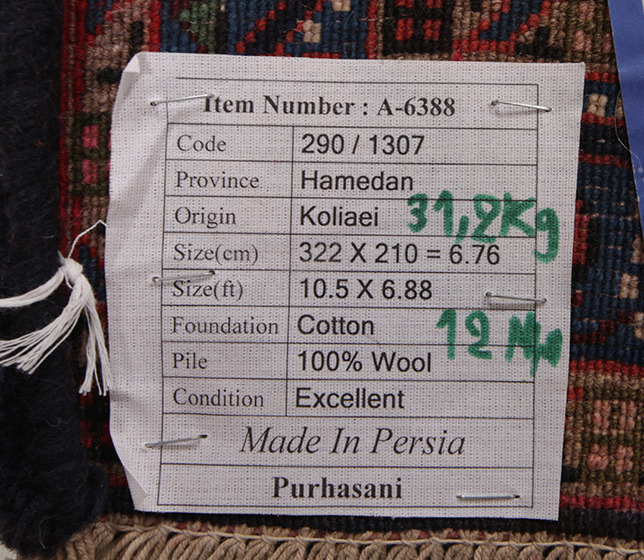 Item Number : A-6388
Code 290 / 1307
Province Hamedan
Origin Koliaei
31,2Kg
Size(cm) 322 X 210 = 6.76
Size(ft) 10.5 X 6.88
Foundation Cotton
12
Pile 100% Wool
Condition Excellent
Made In Persia
Purhasani